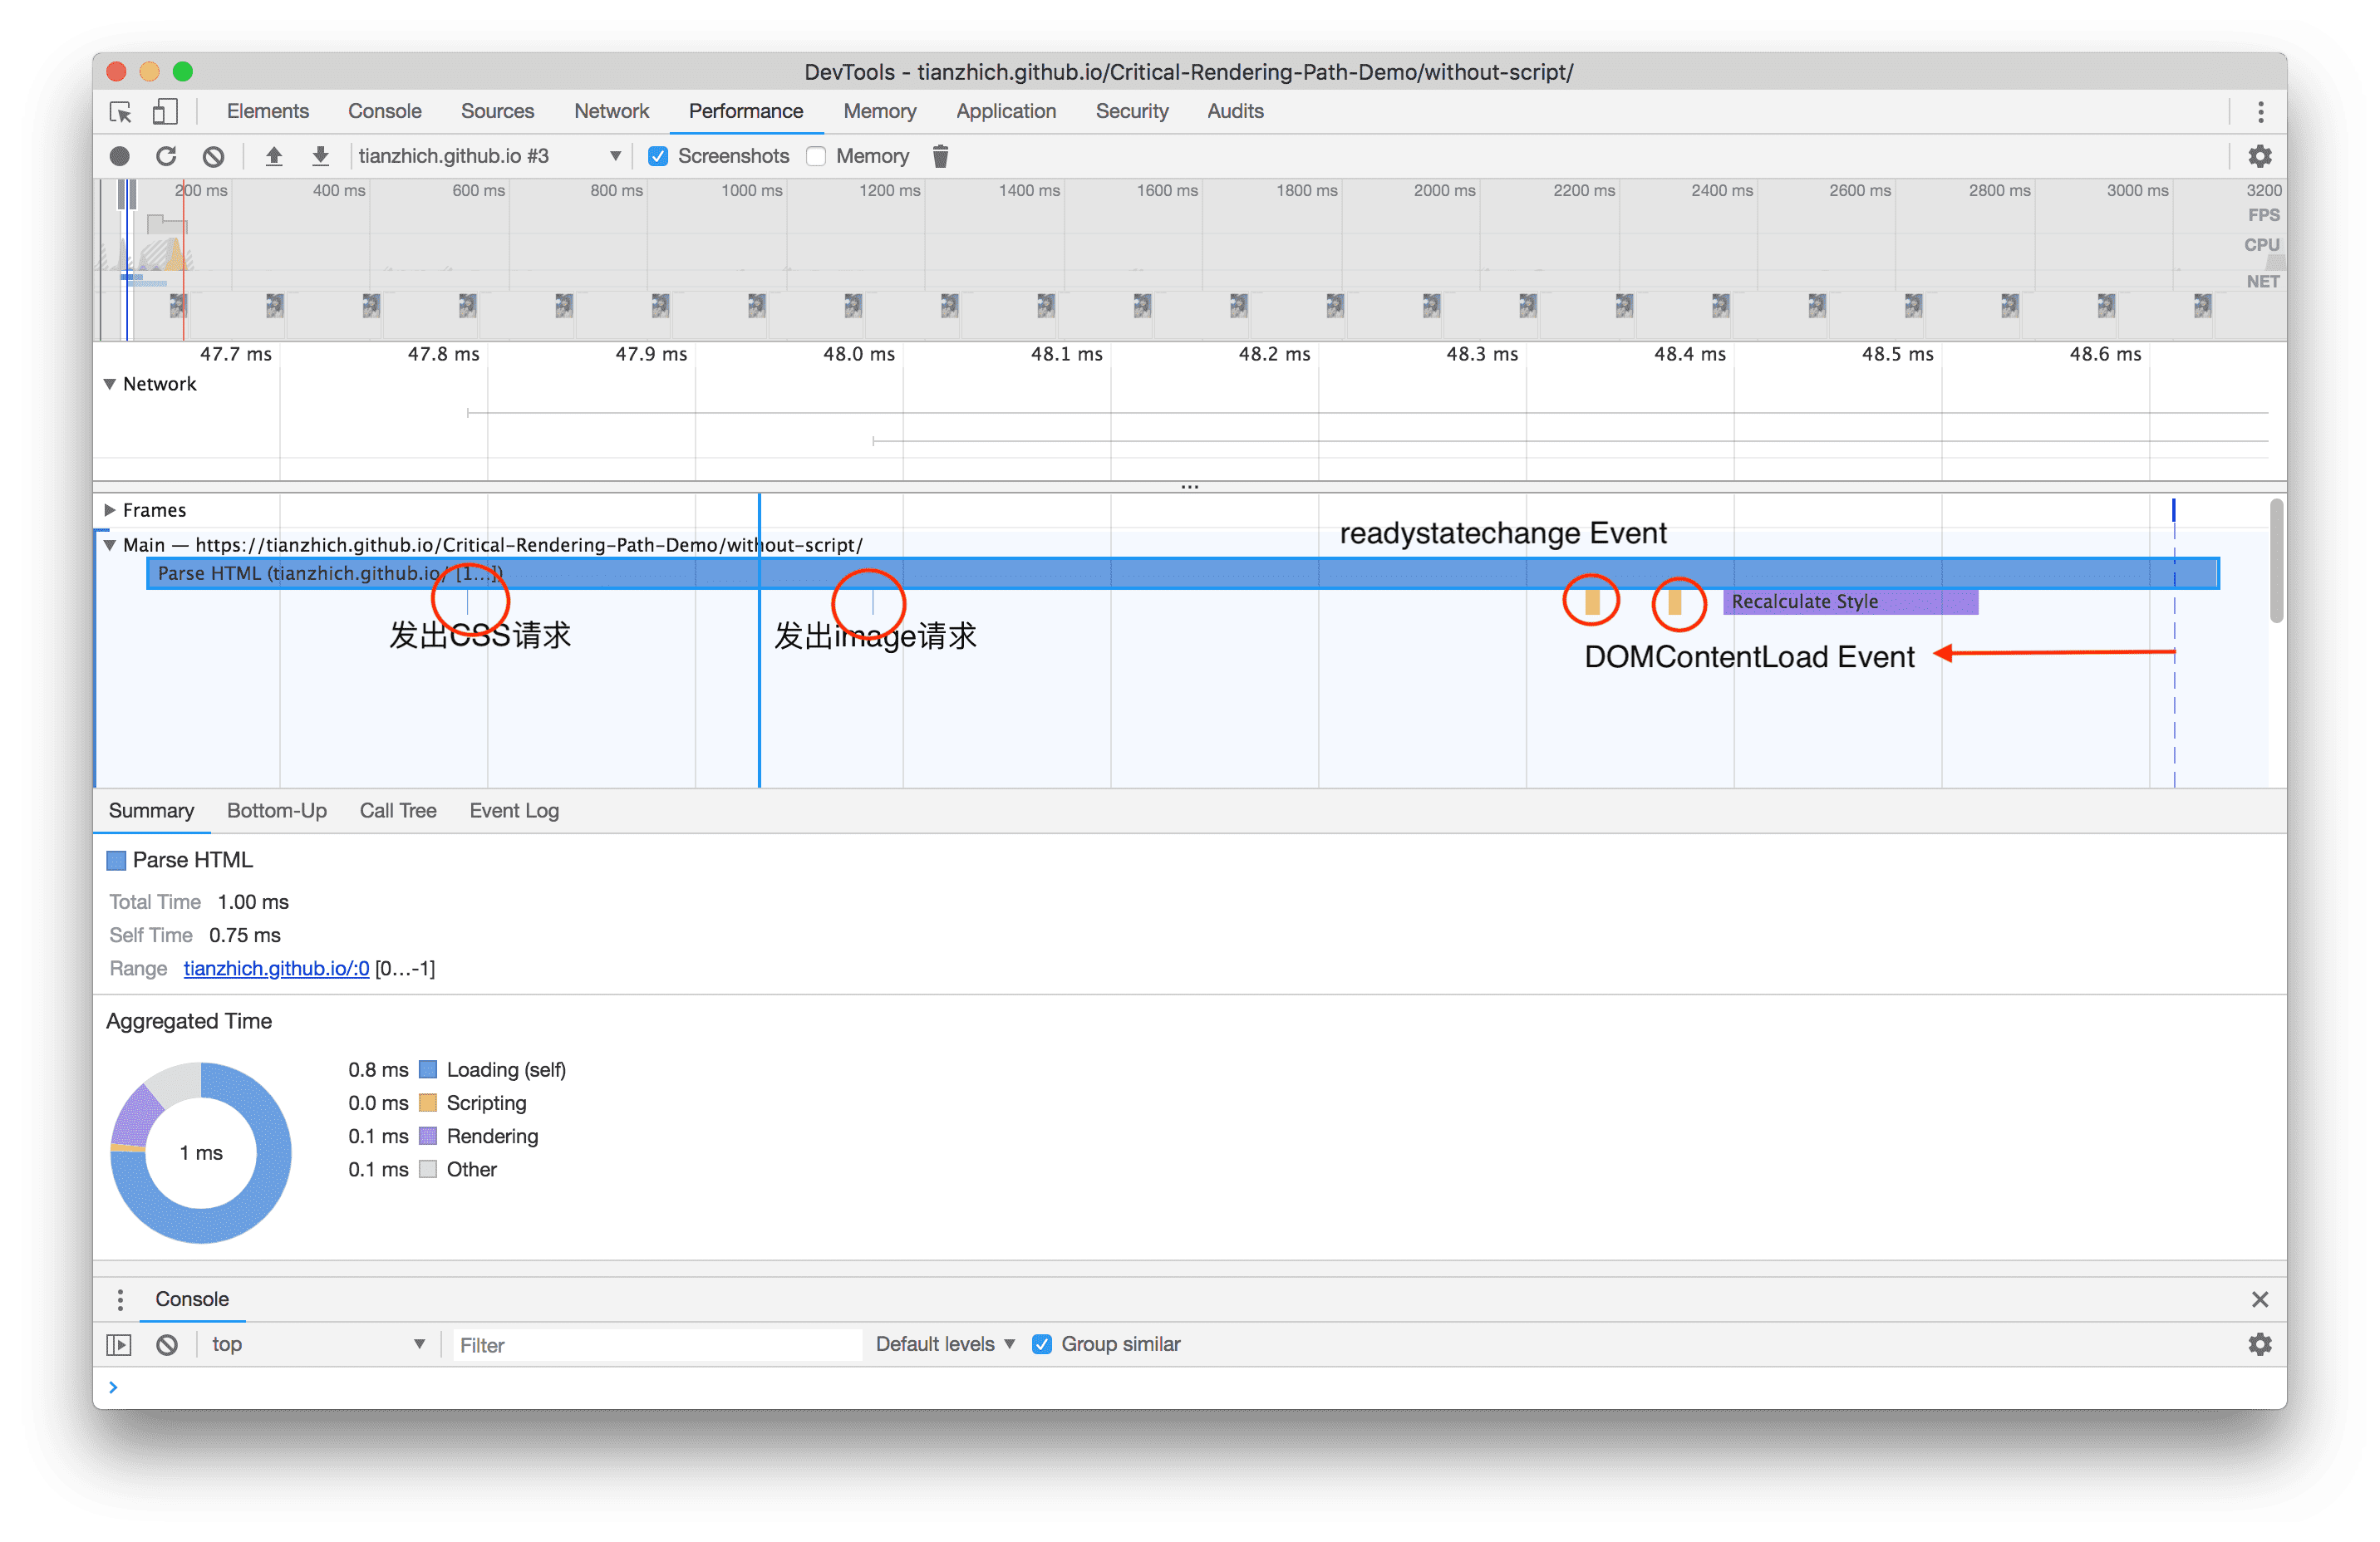 DevTools - tianzhich.github.io/Critical-Rendering-Path-Demo/without-script/
Elements Console Sources Network Performance Memory Application Security Audits
tianzhich.github.io #3 Screenshots Memory
200 ms 400 ms 600 ms 800 ms 1000 ms 1200 ms 1400 ms 1600 ms 1800 ms 2000 ms 2200 ms 2400 ms 2600 ms 2800 ms 3000 ms 3200
FPS
CPU
NET
47.7 ms 47.8 ms 47.9 ms 48.0 ms 48.1 ms 48.2 ms 48.3 ms 48.4 ms 48.5 ms 48.6 ms
Network
...
Frames
readystatechange Event
Main — https://tianzhich.github.io/Critical-Rendering-Path-Demo/without-script/
Parse HTML (tianzhich.github.io/ [1...])
Recalculate Style
发出CSS请求 发出image请求
DOMContentLoad Event
Summary Bottom-Up Call Tree Event Log
Parse HTML
Total Time 1.00 ms
Self Time 0.75 ms
Range tianzhich.github.io/:0 [0…-1]
Aggregated Time
0.8 ms Loading (self)
0.0 ms Scripting
0.1 ms Rendering
0.1 ms Other
1 ms
Console
top Filter Default levels Group similar